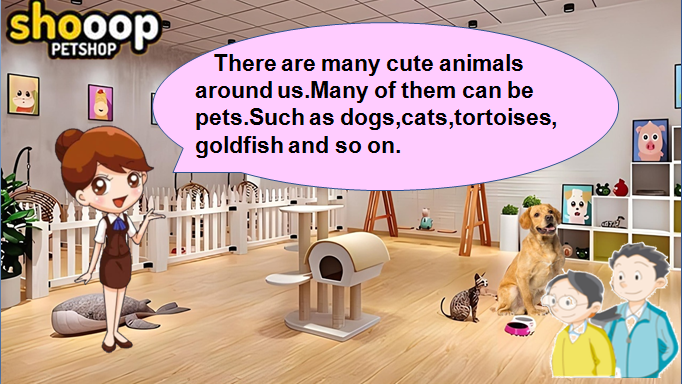 shooop
PETSHOP
There are many cute animals
around us.Many of them can be
pets.Such as dogs,cats,tortoises,
goldfish and so on.